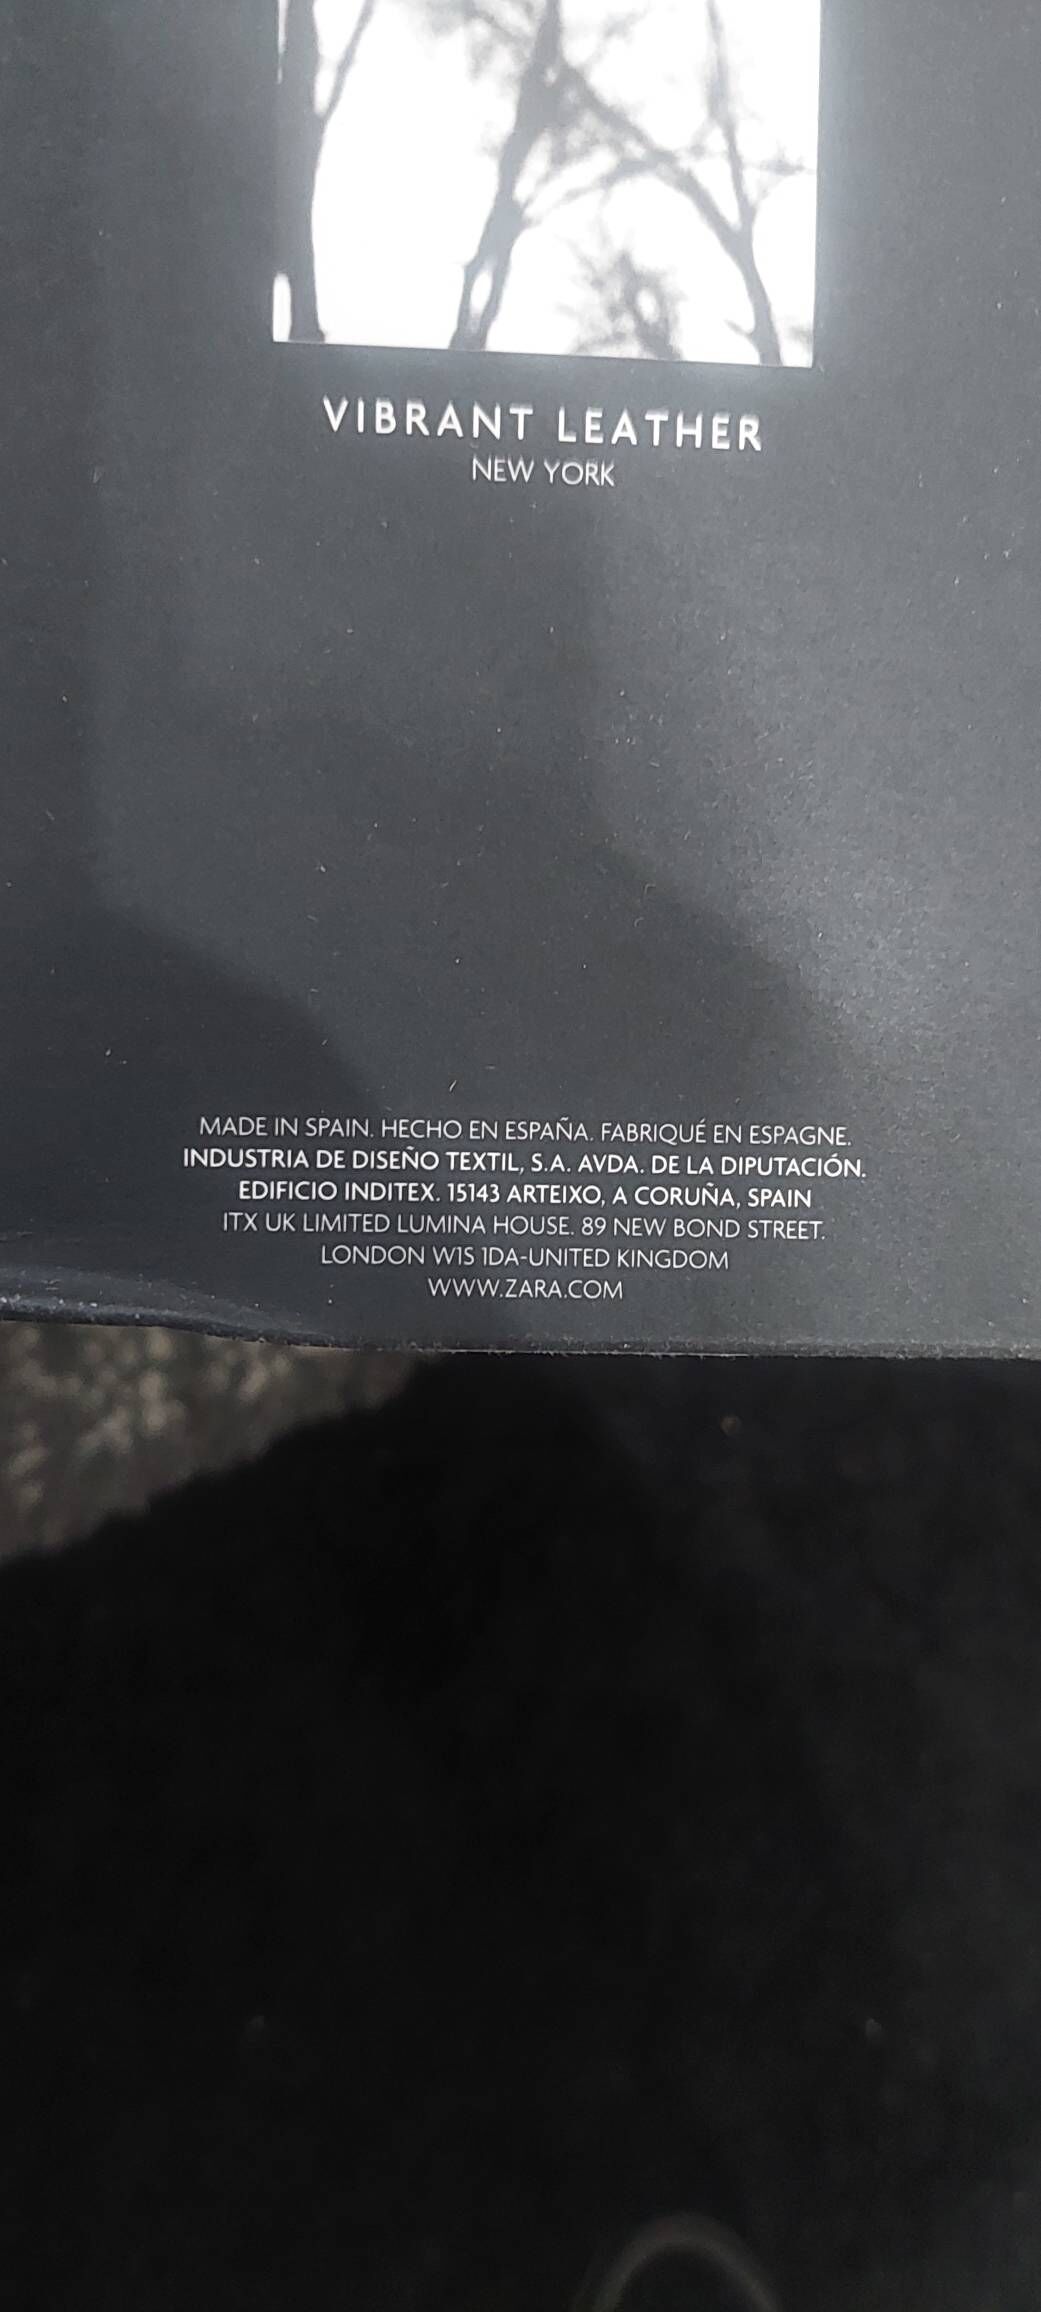 VIBRANT LEATHER
NEW YORK
MADE IN SPAIN. HECHO EN ESPAÑA. FABRIQUÉ EN ESPAGNE.
INDUSTRIA DE DISEÑO TEXTIL, S.A. AVDA. DE LA DIPUTACIÓN.
EDIFICIO INDITEX. 15143 ARTEIXO, A CORUÑA, SPAIN
ITX UK LIMITED LUMINA HOUSE. 89 NEW BOND STREET.
LONDON W1S 1DA-UNITED KINGDOM
WWW.ZARA.COM